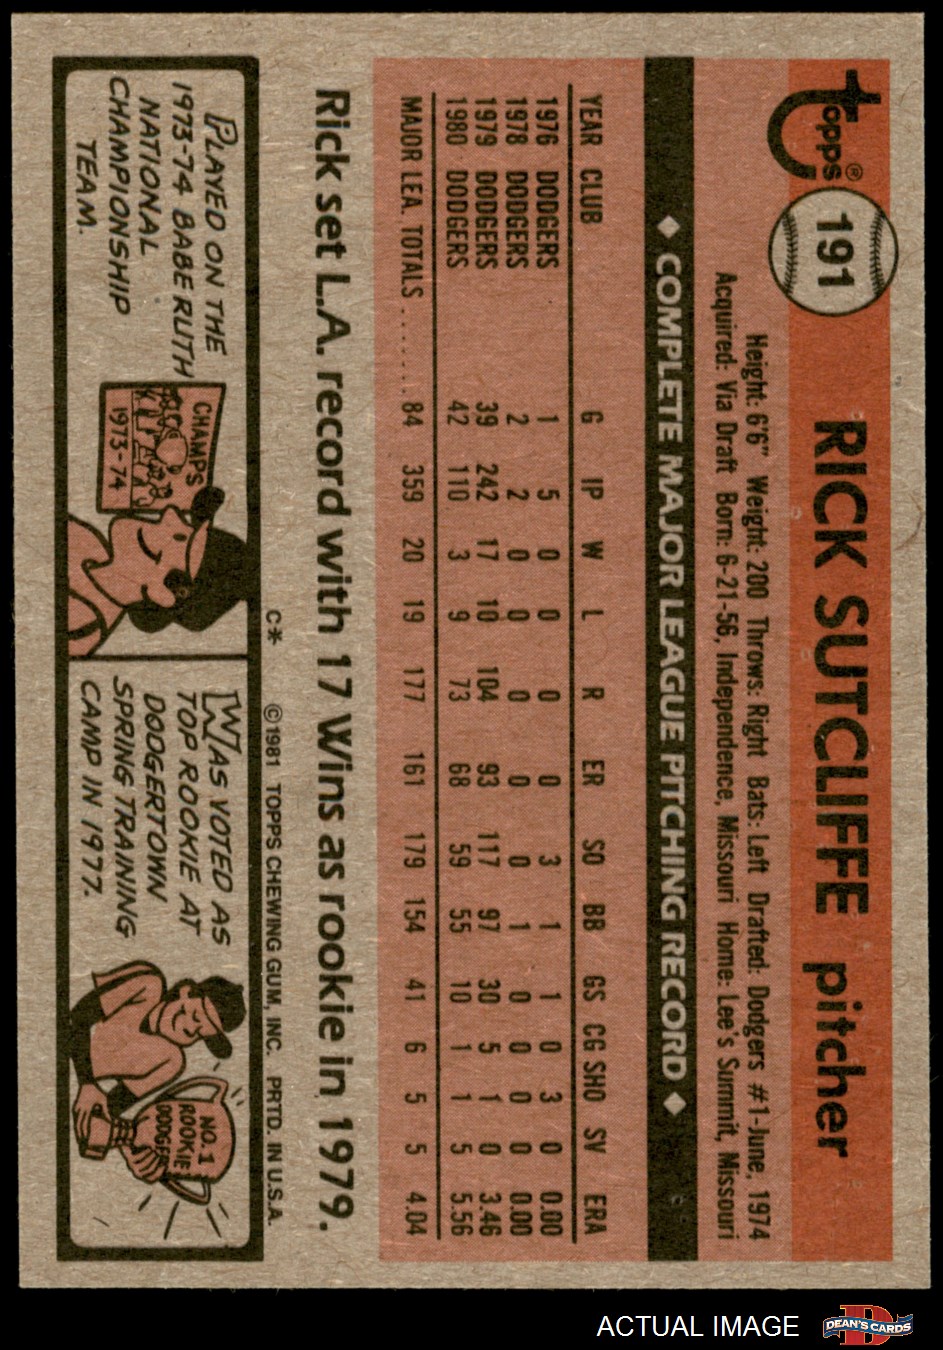 Topps®
191
RICK SUTCLIFFE pitcher
Height: 6'6" Weight: 200 Throws: Right Bats: Left Drafted: Dodgers #1-June, 1974
Acquired: Via Draft Born: 6-21-56, Independence, Missouri Home: Lee's Summit, Missouri
◆ COMPLETE MAJOR LEAGUE PITCHING RECORD ◆
YEAR CLUB G IP W L R ER SO BB GS CG SHO SV ERA
1976 DODGERS 1 5 0 0 0 0 3 1 1 0 3 0 0.00
1978 DODGERS 2 2 0 0 0 0 0 1 0 0 0 0 0.00
1979 DODGERS 39 242 17 10 104 93 117 97 30 5 1 0 3.46
1980 DODGERS 42 110 3 9 73 68 59 55 10 1 1 5 5.56
MAJOR LEA. TOTALS ....... 84 359 20 19 177 161 179 154 41 6 5 5 4.04
Rick set L.A. record with 17 Wins as rookie in 1979.
C* ©1981 TOPPS CHEWING GUM, INC. PRTD. IN U.S.A.
PLAYED ON THE
1973-74 BABE RUTH
NATIONAL
CHAMPIONSHIP
TEAM.
CHAMPS
1973-74
WAS VOTED AS
TOP ROOKIE AT
DODGERTOWN
SPRING TRAINING
CAMP IN 1977.
NO. 1
ROOKIE
DODGERS
ACTUAL IMAGE
DEAN'S CARDS